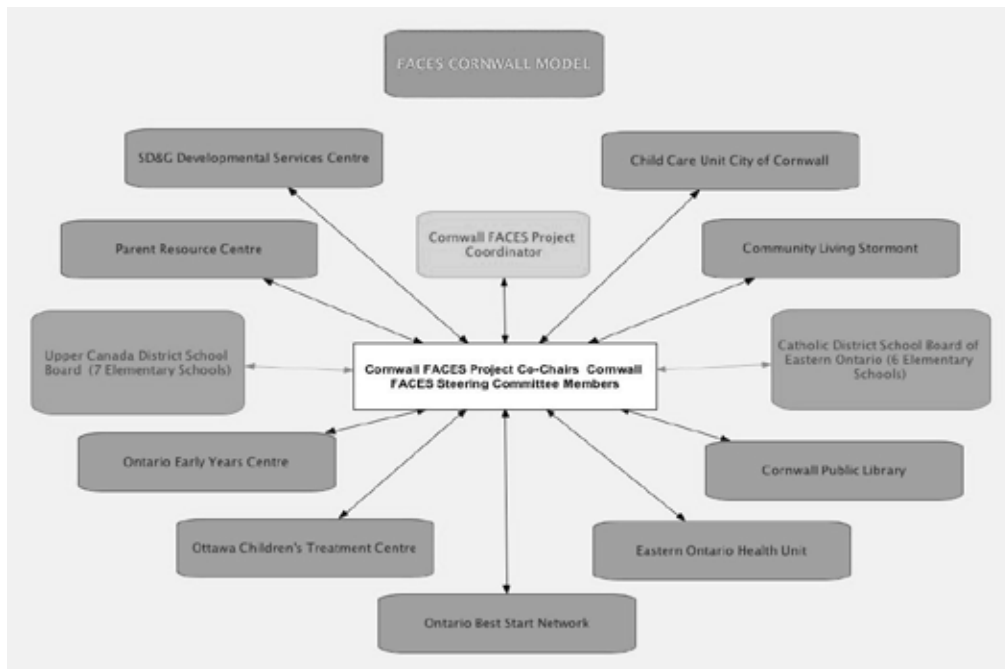 FACES CORNWALL MODEL
SD&G Developmental Services Centre
Child Care Unit City of Cornwall
Cornwall FACES Project
Coordinator
Parent Resource Centre
Community Living Stormont
Upper Canada District School
Board (7 Elementary Schools)
Cornwall FACES Project Co-Chairs Cornwall
FACES Steering Committee Members
Catholic District School Board of
Eastern Ontario (6 Elementary
Schools)
Ontario Early Years Centre
Cornwall Public Library
Ottawa Children's Treatment Centre
Eastern Ontario Health Unit
Ontario Best Start Network